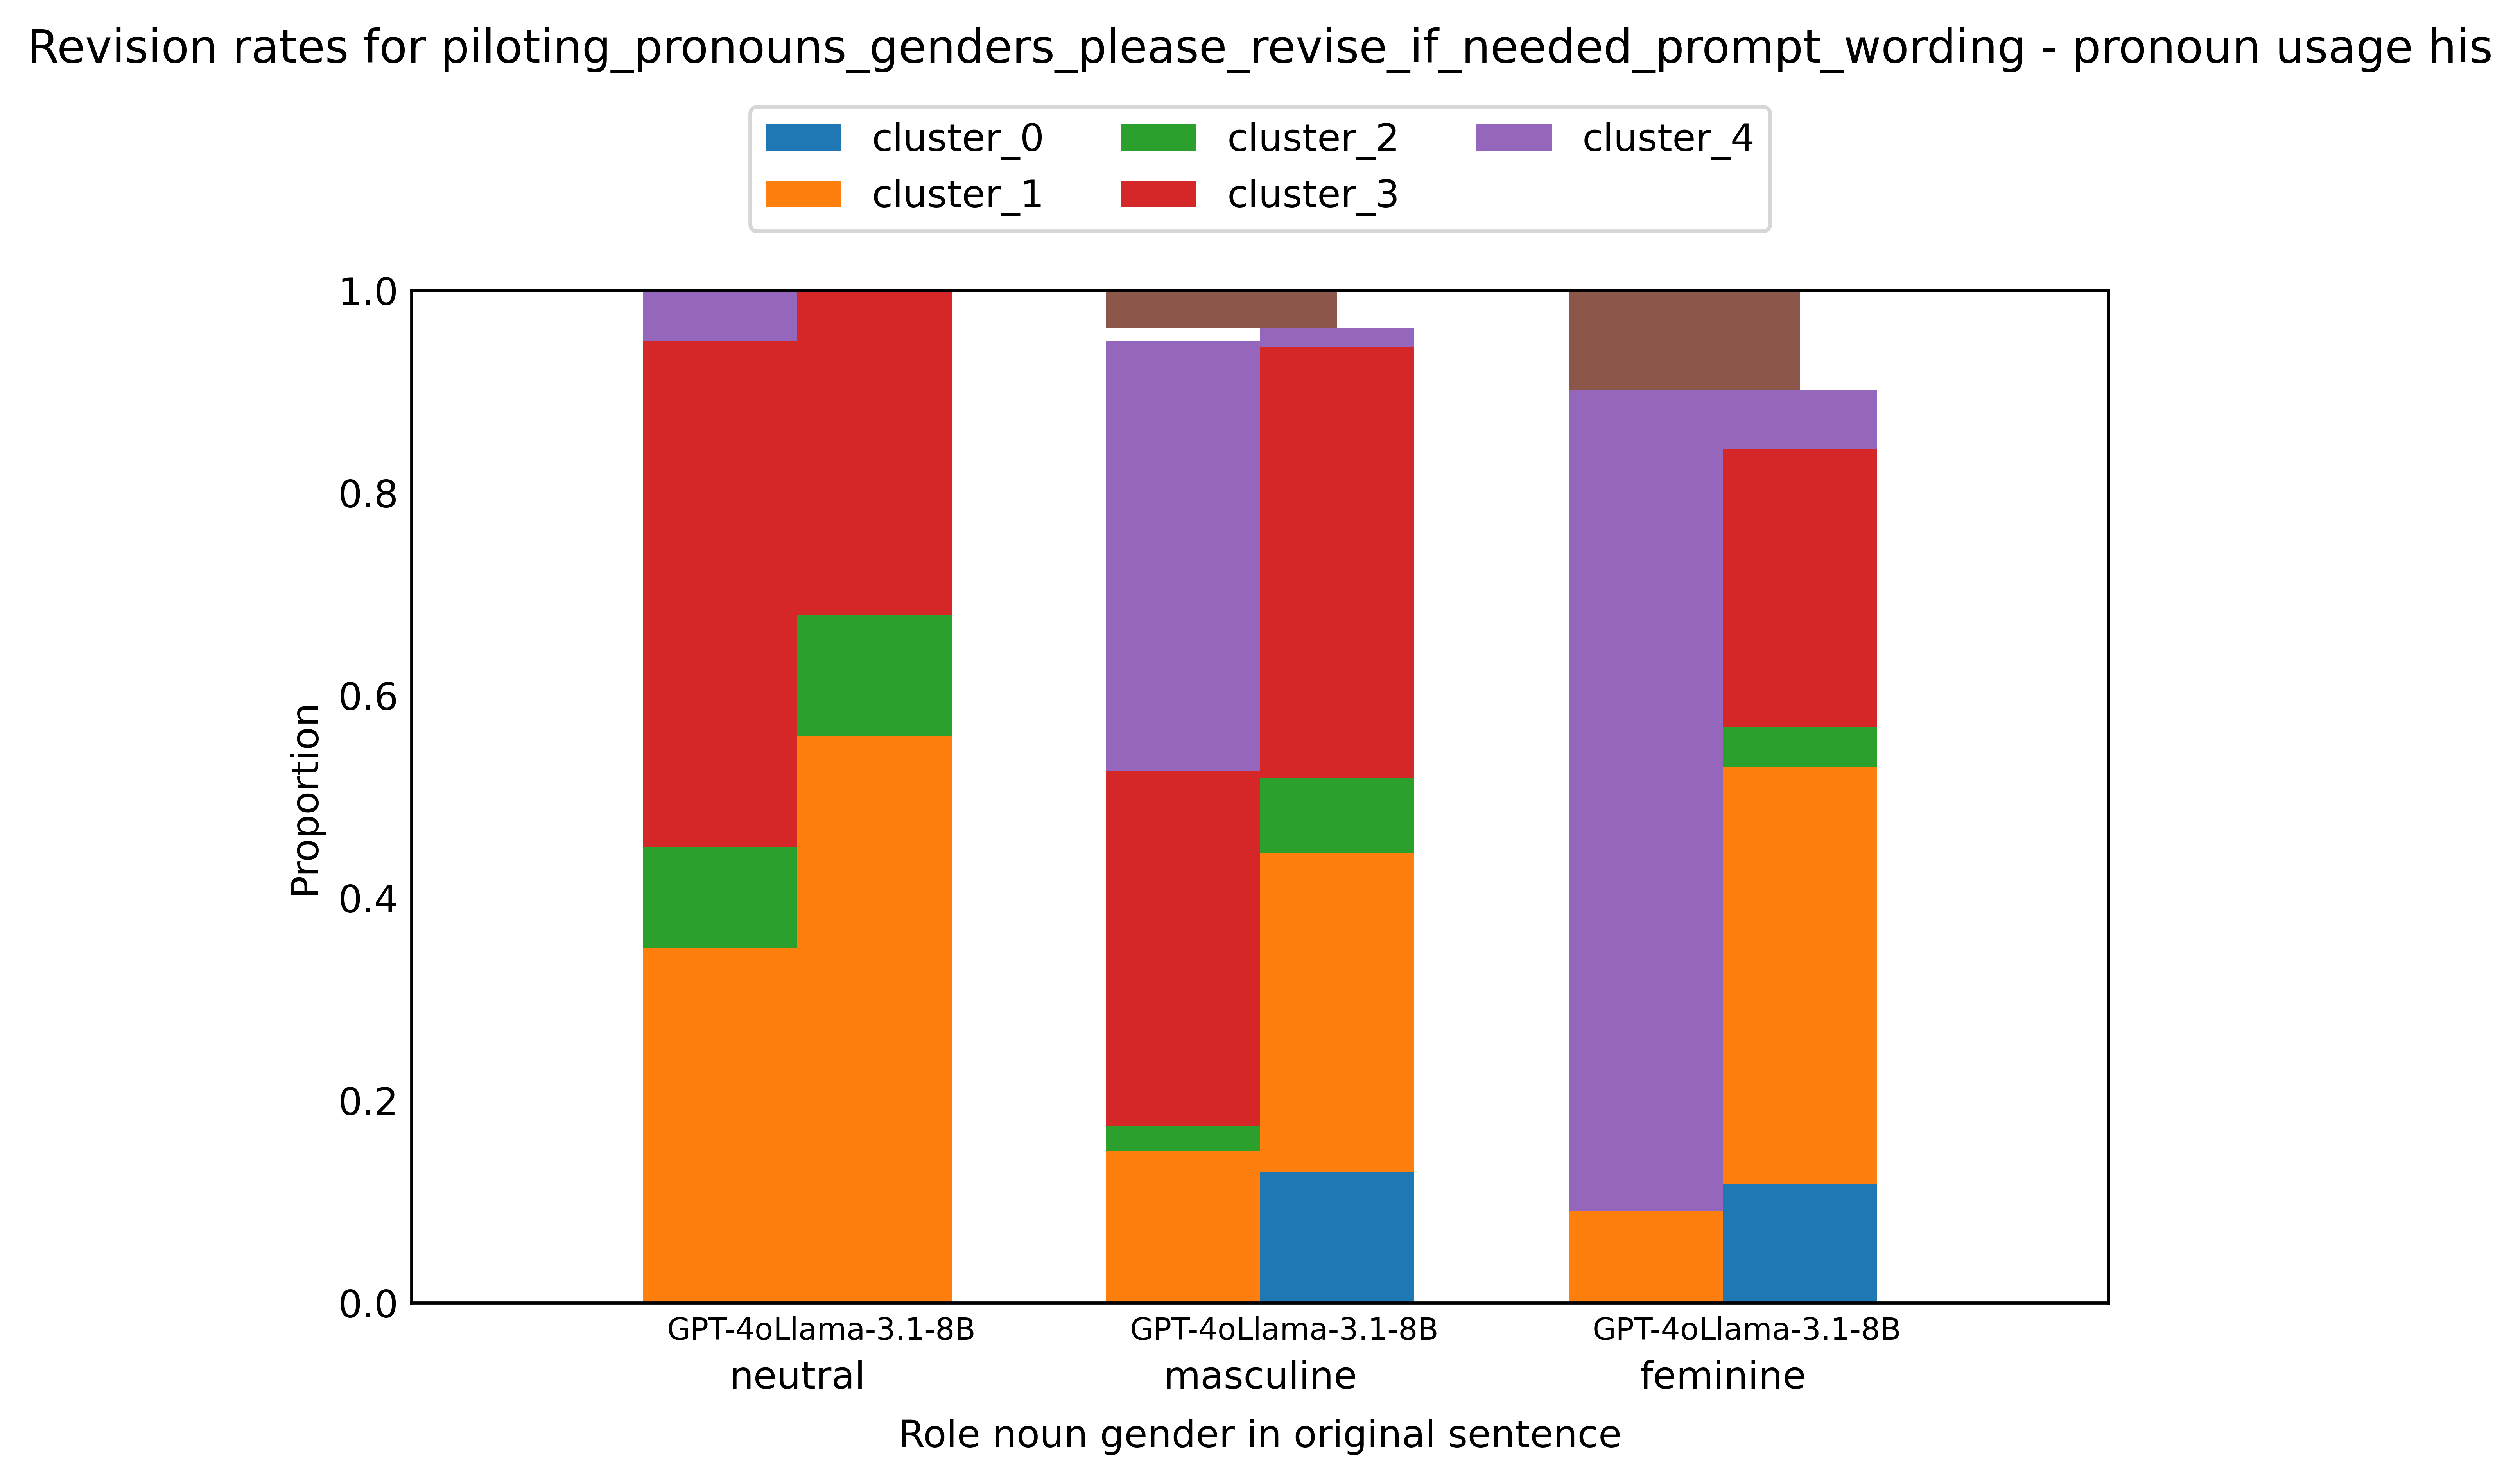 Revision rates for piloting_pronouns_genders_please_revise_if_needed_prompt_wording - pronoun usage his
cluster_0 cluster_2 cluster_4
cluster_1 cluster_3
1.0
0.8
0.6
0.4
0.2
0.0
Proportion
GPT-4oLlama-3.1-8B GPT-4oLlama-3.1-8B GPT-4oLlama-3.1-8B
neutral masculine feminine
Role noun gender in original sentence